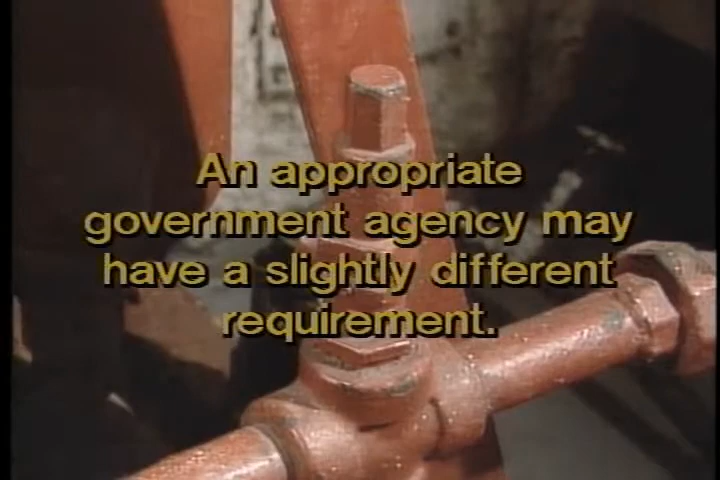 An appropriate
government agency may
have a slightly different
requirement.